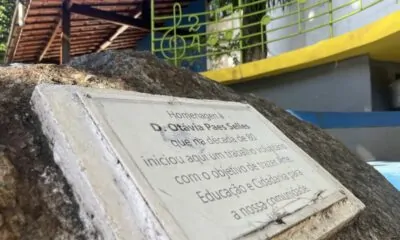 Homenagem à
D. Otávia Paes Selles
que na década de 80
iniciou aqui um trabalho voluntário
com o objetivo de trazer Arte,
Educação e Cidadania para
a nossa comunidade